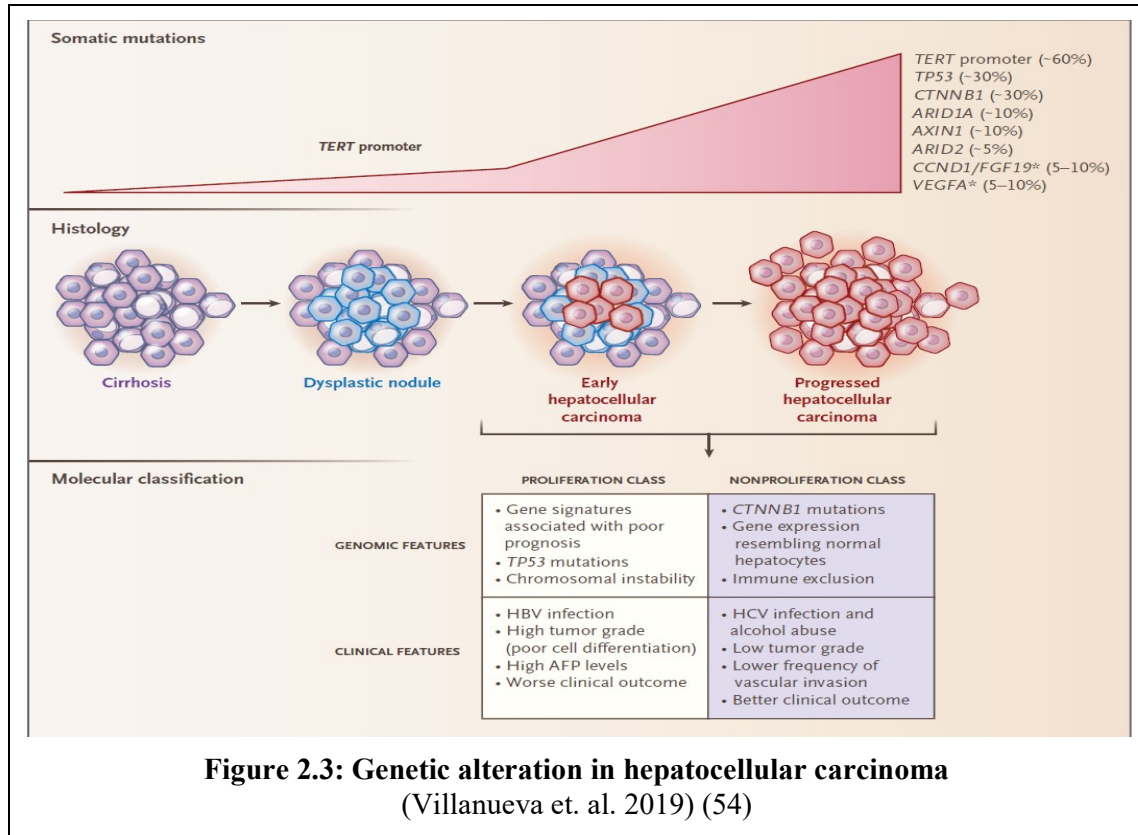 Somatic mutations
TERT promoter
TERT promoter (~60%)
TP53 (~30%)
CTNNB1 (~30%)
ARID1A (~10%)
AXIN1 (~10%)
ARID2 (~5%)
CCND1/FGF19* (5–10%)
VEGFA* (5–10%)
Histology
Cirrhosis
Dysplastic nodule
Early
hepatocellular
carcinoma
Progressed
hepatocellular
carcinoma
Molecular classification
PROLIFERATION CLASS
NONPROLIFERATION CLASS
GENOMIC FEATURES
• Gene signatures
associated with poor
prognosis
• TP53 mutations
• Chromosomal instability
• CTNNB1 mutations
• Gene expression
resembling normal
hepatocytes
• Immune exclusion
CLINICAL FEATURES
• HBV infection
• High tumor grade
(poor cell differentiation)
• High AFP levels
• Worse clinical outcome
• HCV infection and
alcohol abuse
• Low tumor grade
• Lower frequency of
vascular invasion
• Better clinical outcome
Figure 2.3: Genetic alteration in hepatocellular carcinoma
(Villanueva et. al. 2019) (54)